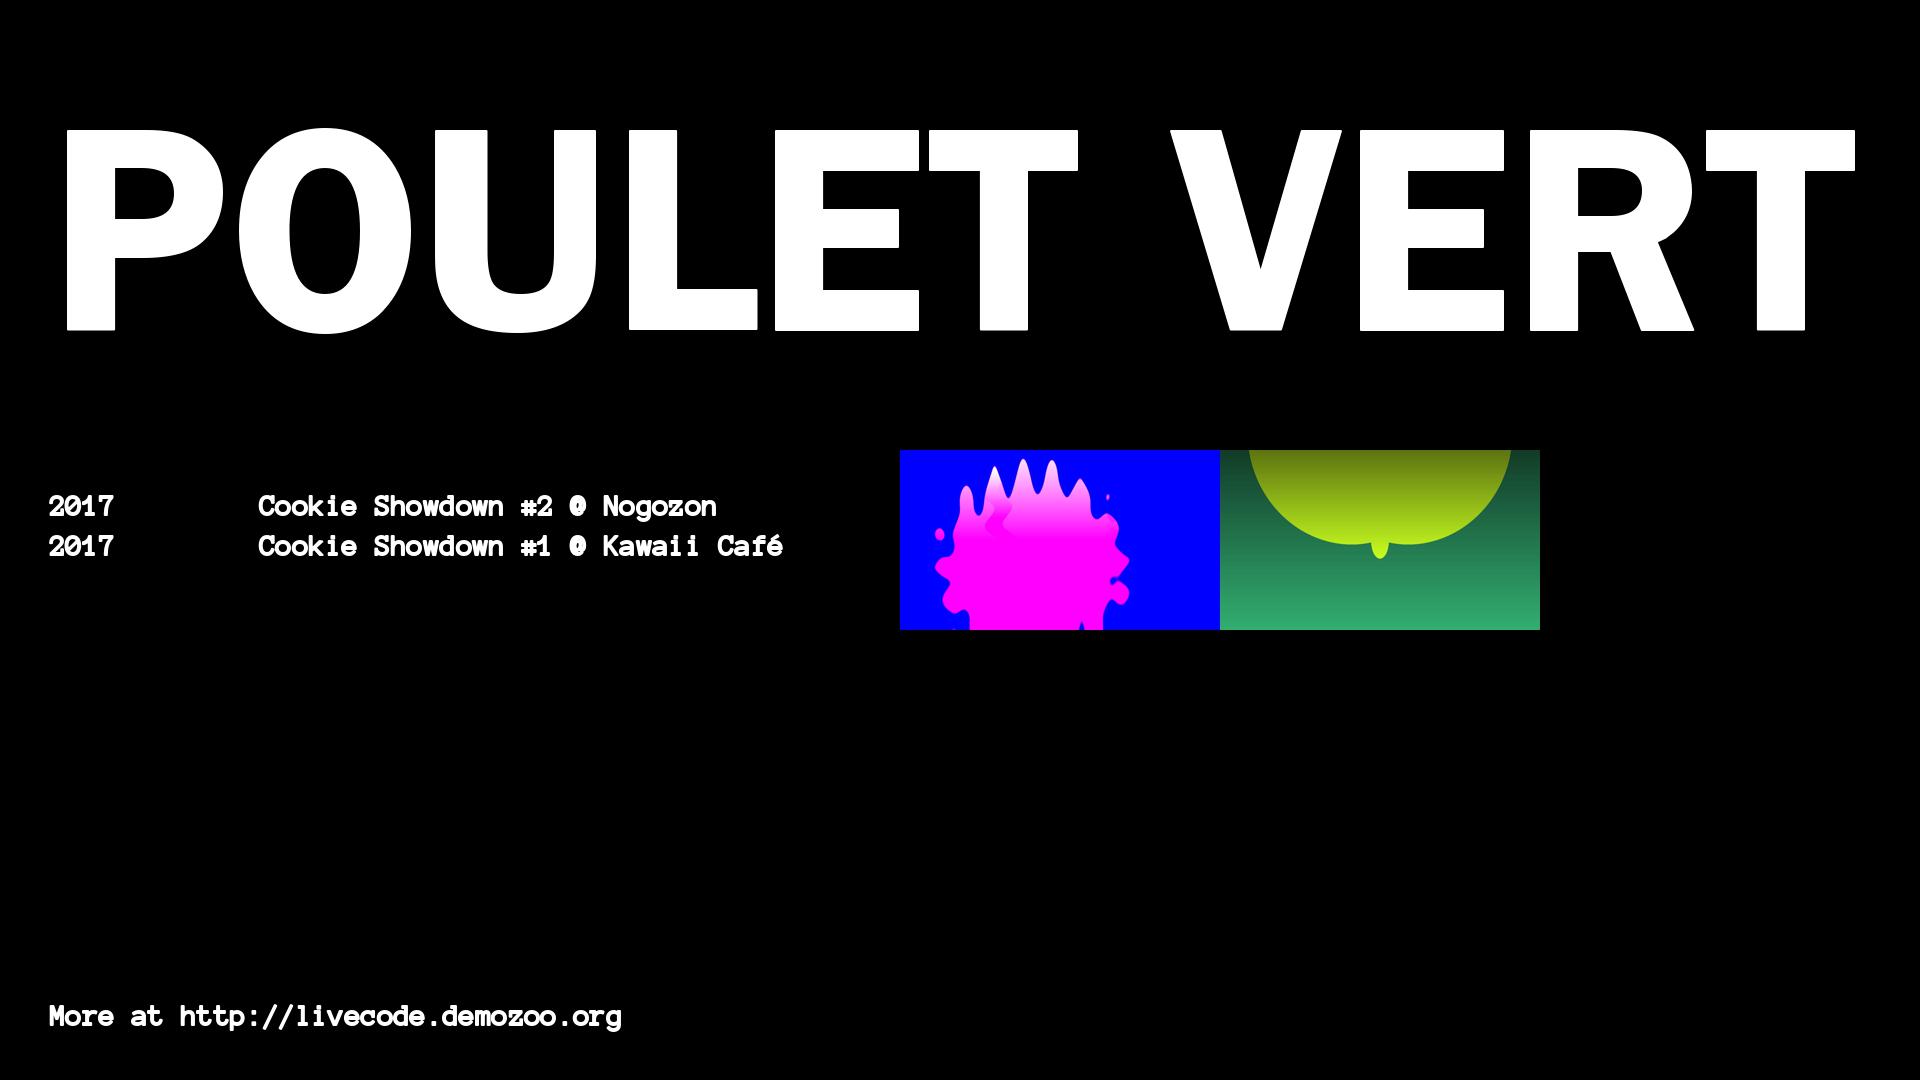 POULET VERT
2017 Cookie Showdown #2 @ Nogozon
2017 Cookie Showdown #1 @ Kawaii Café
More at http://livecode.demozoo.org